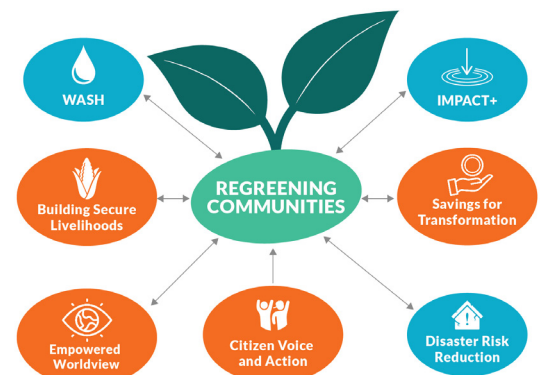 WASH
IMPACT+
REGREENING
COMMUNITIES
Building Secure
Livelihoods
Savings for
Transformation
Empowered
Worldview
Citizen Voice
and Action
Disaster Risk
Reduction